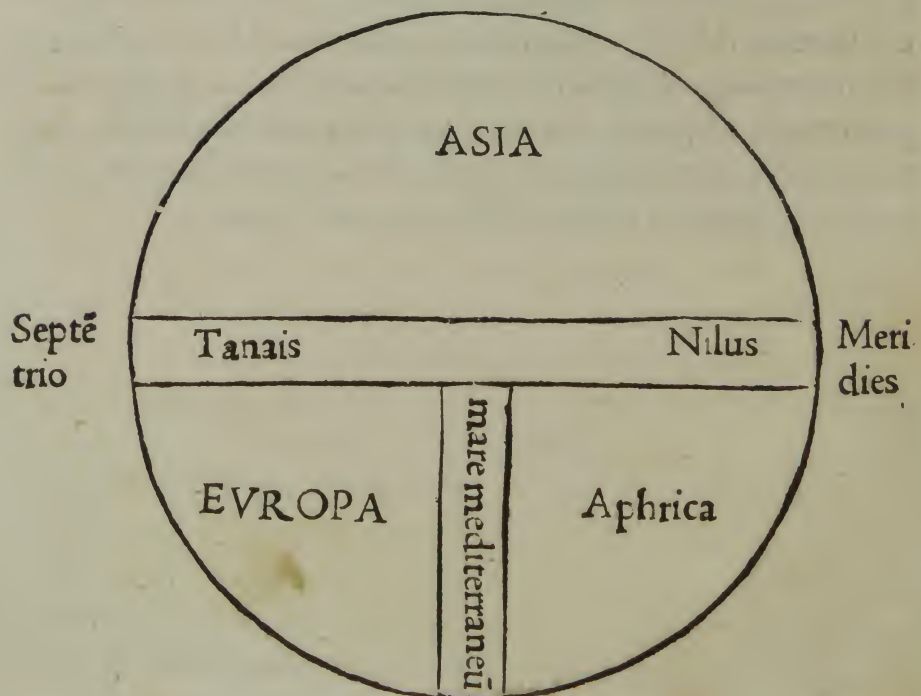 ASIA
Septē
trio
Tanais
Nilus
Meri
dies
EVROPA
mare mediterraneū
Aphrica